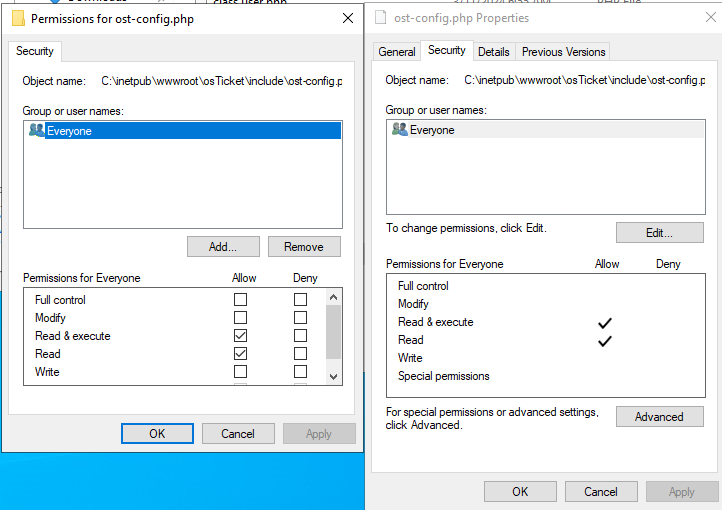 Permissions for ost-config.php
Security
Object name: C:\inetpub\wwwroot\osTicket\include\ost-config.p
Group or user names:
Everyone
Add...
Remove
Permissions for Everyone Allow Deny
Full control
Modify
Read & execute
Read
Write
OK
Cancel
Apply
ost-config.php Properties
General
Security
Details
Previous Versions
Object name: C:\inetpub\wwwroot\osTicket\include\ost-config.p
Group or user names:
Everyone
To change permissions, click Edit.
Edit...
Permissions for Everyone Allow Deny
Full control
Modify
Read & execute
Read
Write
Special permissions
For special permissions or advanced settings,
click Advanced.
Advanced
OK
Cancel
Apply